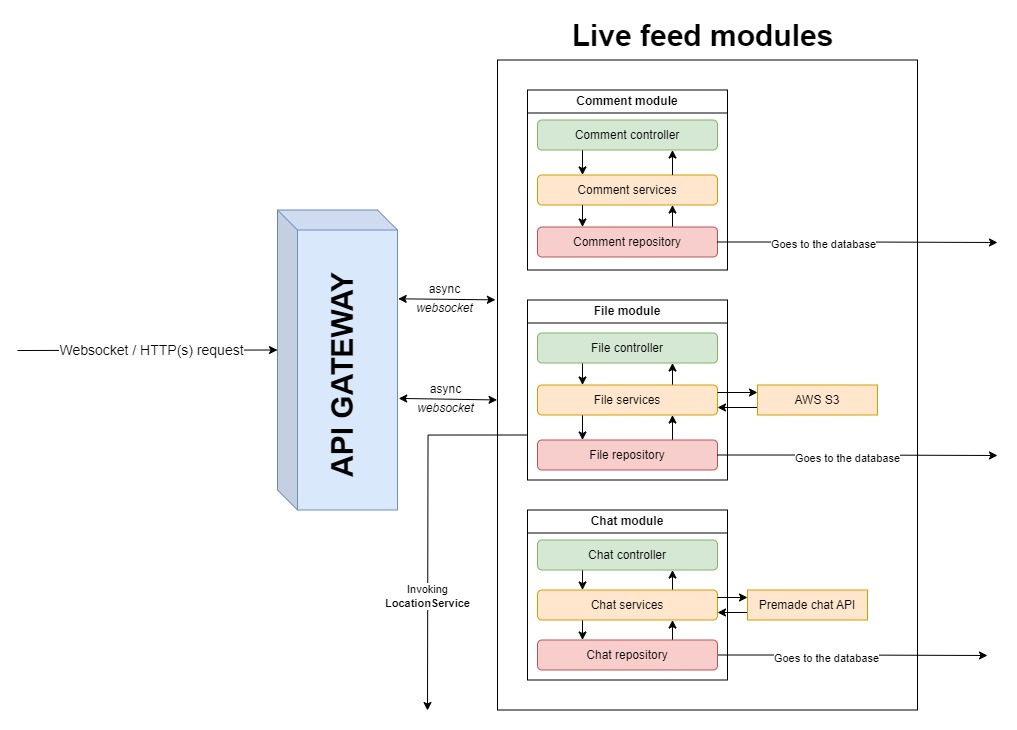 Live feed modules
Comment module
Comment controller
Comment services
Comment repository
Goes to the database
API GATEWAY
Websocket / HTTP(s) request
async
websocket
async
websocket
File module
File controller
File services
AWS S3
File repository
Goes to the database
Invoking
LocationService
Chat module
Chat controller
Chat services
Premade chat API
Chat repository
Goes to the database